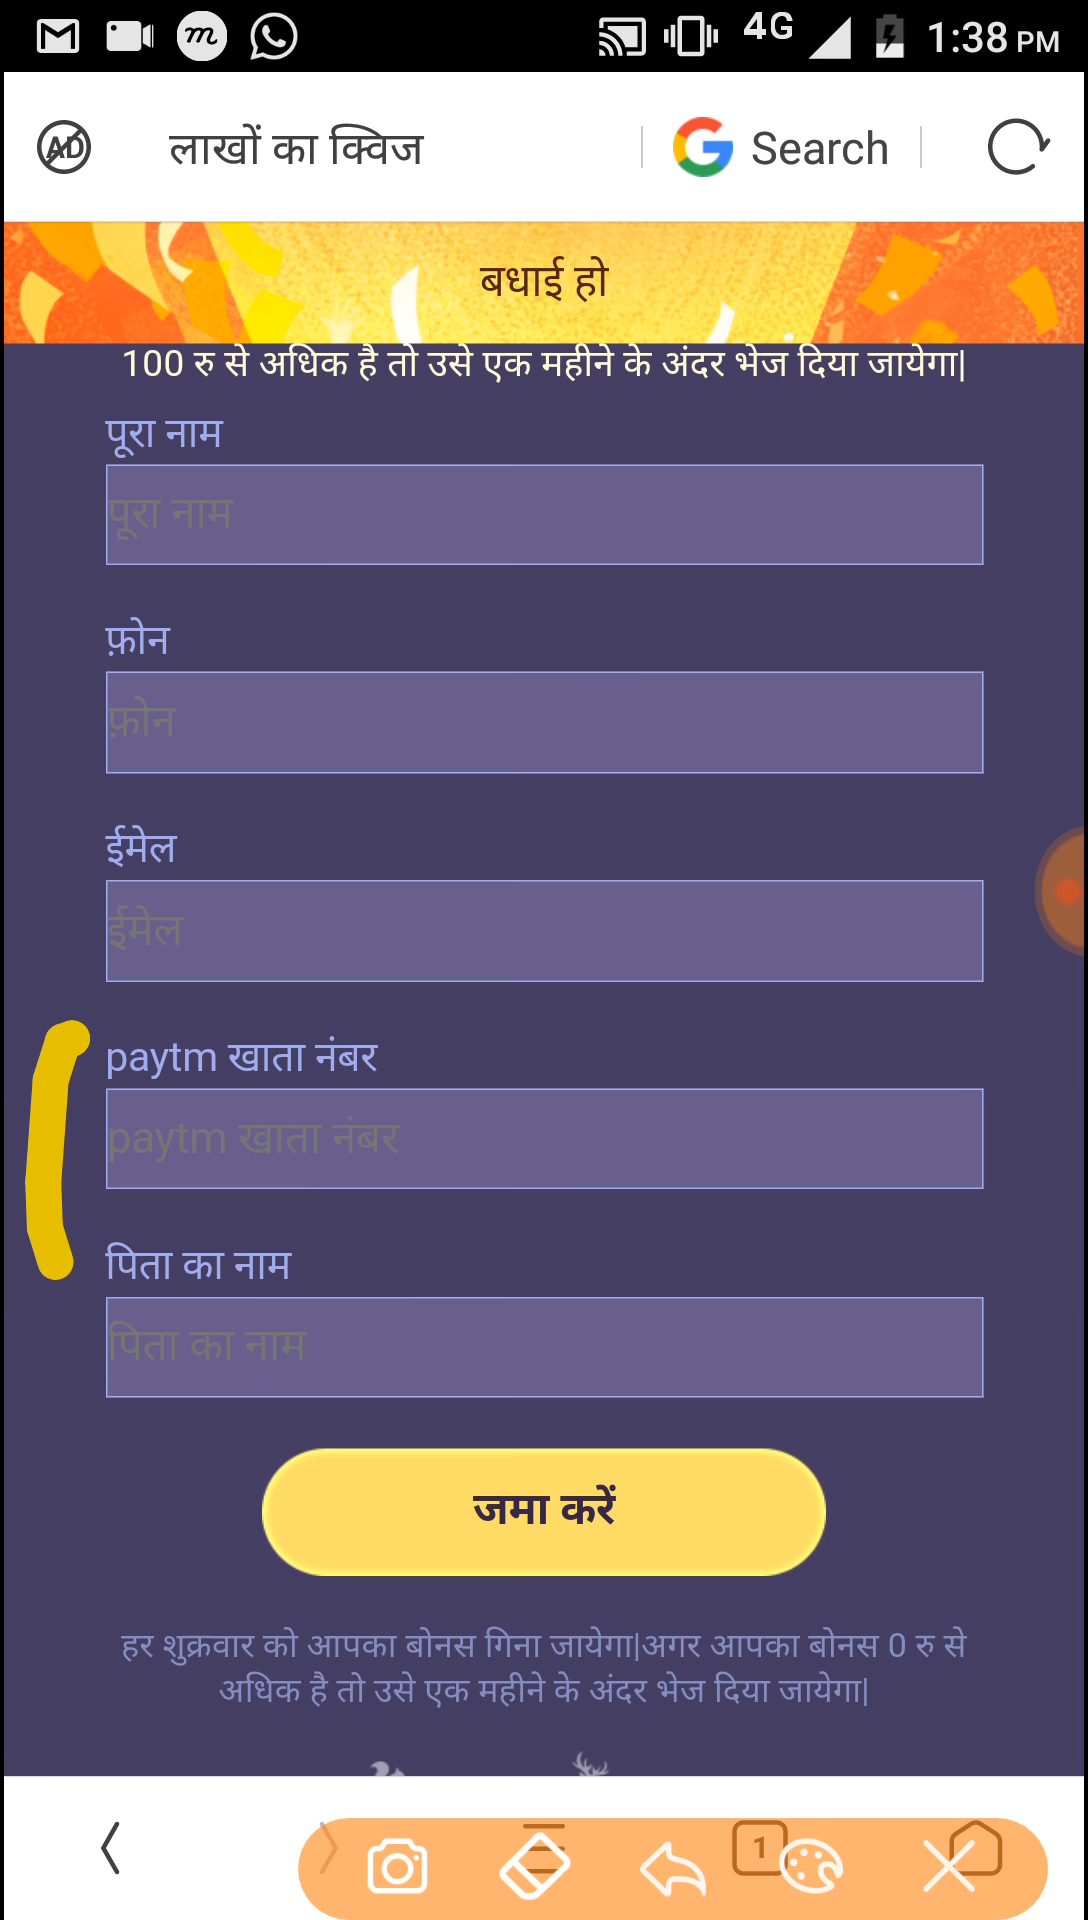 4G 1:38 PM
AD लाखों का क्विज Search
बधाई हो
100 रु से अधिक है तो उसे एक महीने के अंदर भेज दिया जायेगा|
पूरा नाम
पूरा नाम
फ़ोन
फ़ोन
ईमेल
ईमेल
paytm खाता नंबर
paytm खाता नंबर
पिता का नाम
पिता का नाम
जमा करें
हर शुक्रवार को आपका बोनस गिना जायेगा|अगर आपका बोनस 0 रु से
अधिक है तो उसे एक महीने के अंदर भेज दिया जायेगा|
1